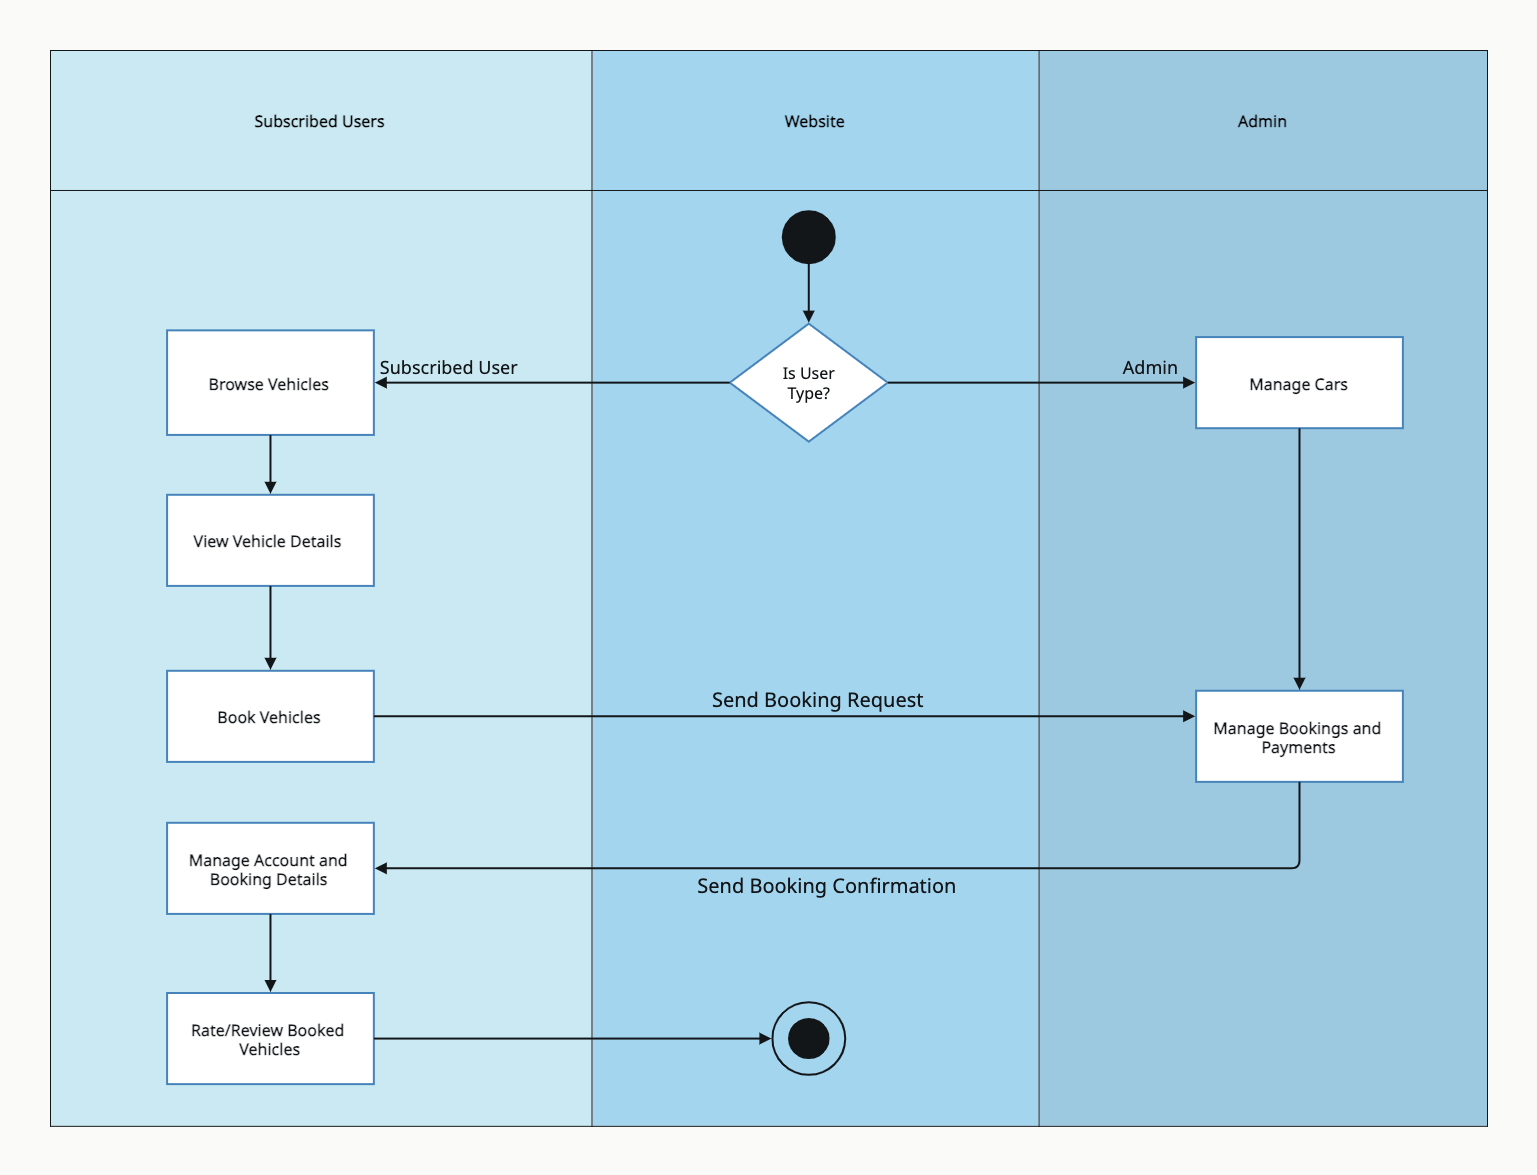 Subscribed Users
Website
Admin
Subscribed User
Admin
Is User
Type?
Browse Vehicles
Manage Cars
View Vehicle Details
Send Booking Request
Book Vehicles
Manage Bookings and
Payments
Manage Account and
Booking Details
Send Booking Confirmation
Rate/Review Booked
Vehicles